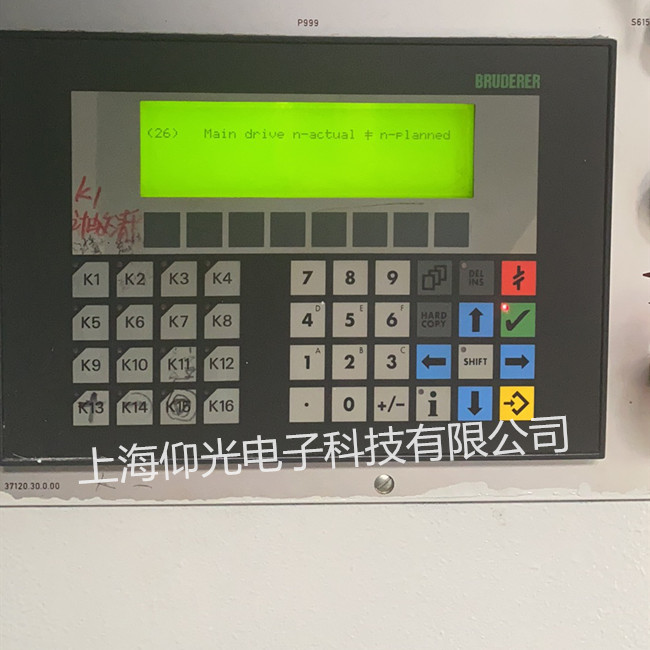 P999
S615
BRUDERER
(26) Main drive n-actual ǂ n-planned
K1
K1 K2 K3 K4 7 8 9 DEL INS
K5 K6 K7 K8 4 D 5 E 6 F HARD COPY
K9 K10 K11 K12 1 A 2 B 3 C SHIFT
K13 K14 K15 K16 . 0 +/- i
上海仰光电子科技有限公司
37120.30.0.00